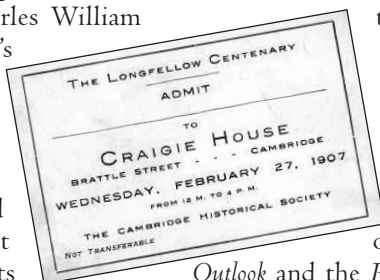 rles William
t
's
THE LONGFELLOW CENTENARY
ADMIT
TO
CRAIGIE HOUSE
BRATTLE STREET - - - CAMBRIDGE
WEDNESDAY, FEBRUARY 27, 1907
FROM 12 M. TO 4 P.M.
THE CAMBRIDGE HISTORICAL SOCIETY
NOT TRANSFERABLE
d
t
ts
o
Outlook and the